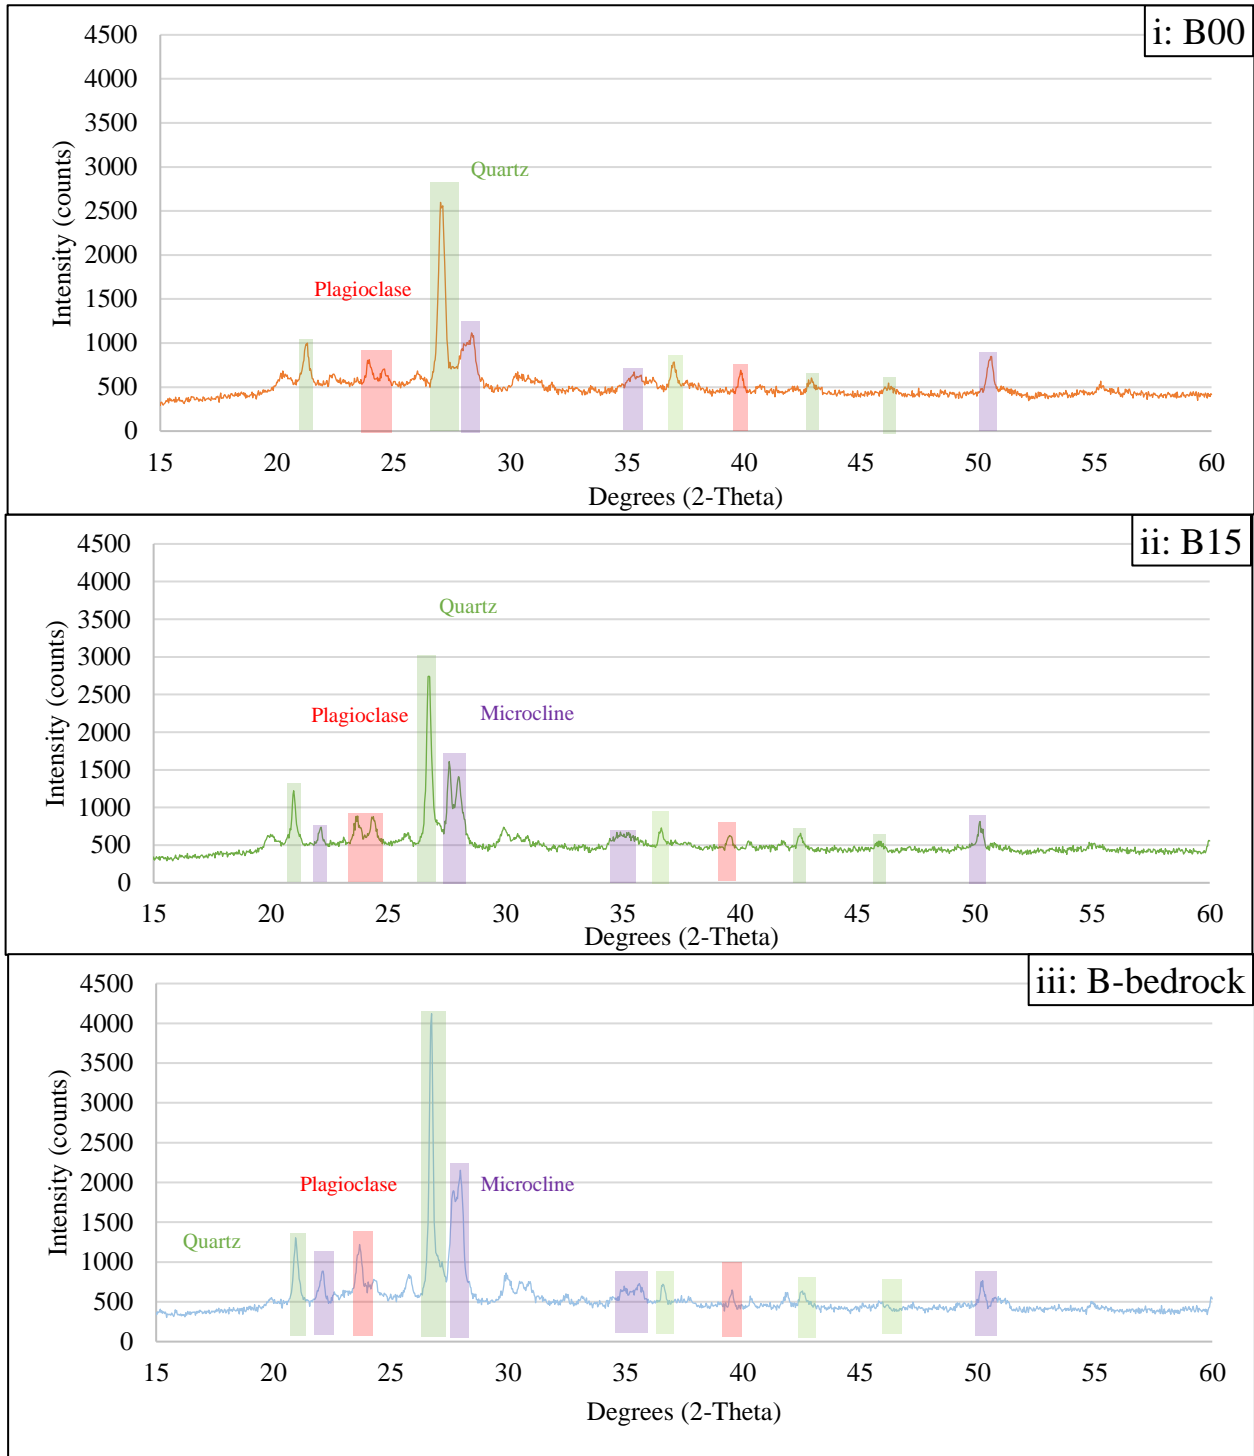 i: B00
4500
4000
3500
3000
2500
2000
1500
1000
500
0
Intensity (counts)
Quartz
Plagioclase
15 20 25 30 35 40 45 50 55 60
Degrees (2-Theta)
ii: B15
4500
4000
3500
3000
2500
2000
1500
1000
500
0
Intensity (counts)
Quartz
Plagioclase Microcline
15 20 25 30 35 40 45 50 55 60
Degrees (2-Theta)
iii: B-bedrock
4500
4000
3500
3000
2500
2000
1500
1000
500
0
Intensity (counts)
Plagioclase Microcline
Quartz
15 20 25 30 35 40 45 50 55 60
Degrees (2-Theta)